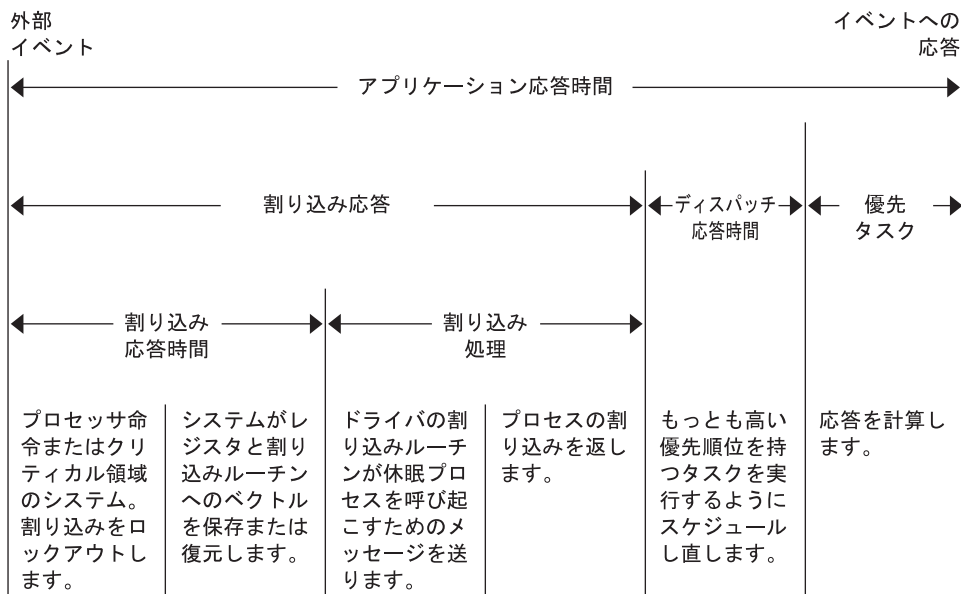 外部
イベント
イベントへの
応答
アプリケーション応答時間
割り込み応答
ディスパッチ
応答時間
優先
タスク
割り込み
応答時間
割り込み
処理
プロセッサ命
令またはクリ
ティカル領域
のシステム。
割り込みをロ
ックアウトし
ます。
システムがレ
ジスタと割り
込みルーチン
へのベクトル
を保存または
復元します。
ドライバの割
り込みルーチ
ンが休眠プロ
セスを呼び起
こすためのメ
ッセージを送
ります。
プロセスの割
り込みを返し
ます。
もっとも高い
優先順位を持
つタスクを実
行するように
スケジュール
し直します。
応答を計算し
ます。